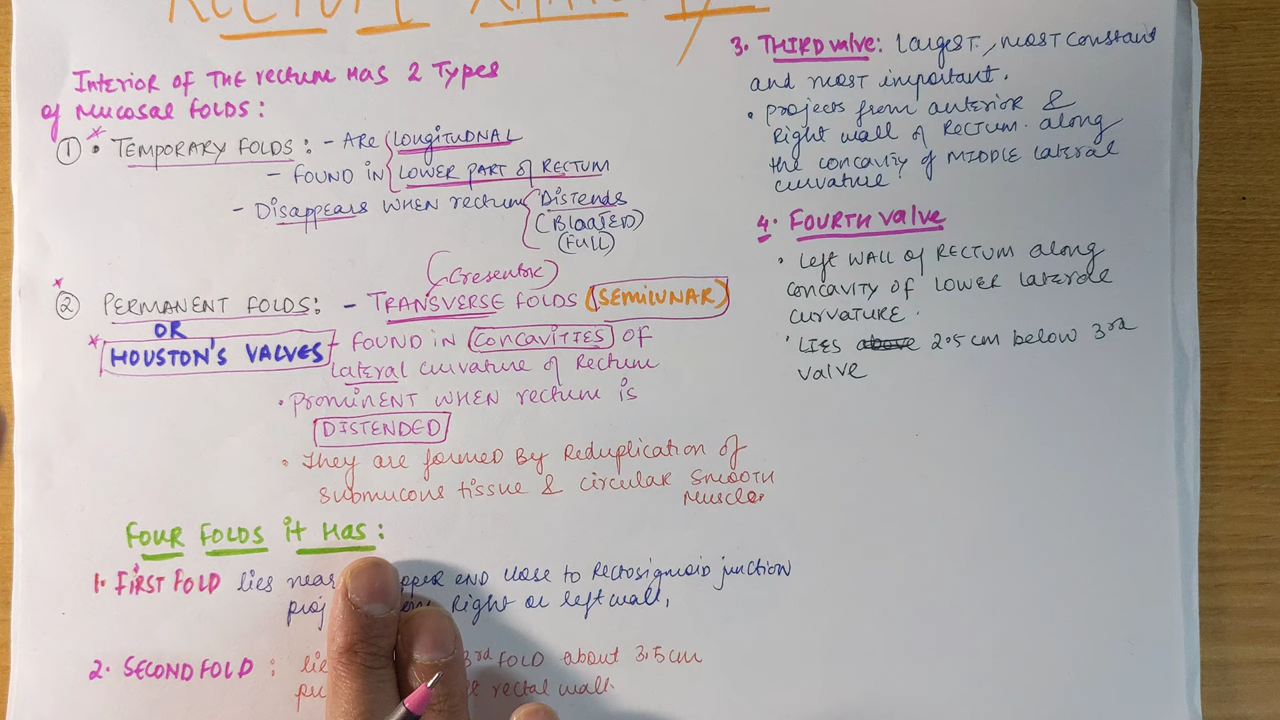 RECTUM
Interior of THE rectum Has 2 Types
of Mucosal FOLDS:
① * • TEMPORARY FOLDS: - ARE LONGITUDNAL
- FOUND IN LOWER PART OF RECTUM
- Disappears WHEN rectum DISTENDS
(BLOATED)
(FULL)
(Cresentric)
* ② PERMANENT FOLDS: - TRANSVERSE FOLDS (SEMILUNAR)
OR
* HOUSTON'S VALVES - FOUND IN CONCAVITIES OF
lateral curvature of Rectum
• Prominent WHEN rectum is
DISTENDED
• They are formed By Reduplication of
submucous tissue & circular SMOOTH
Muscle.
FOUR FOLDS it Has:
1. FIRST FOLD lies near upper END close to Rectosigmoid junction
Right or left wall,
2. SECOND FOLD : 3rd FOLD about 3.5cm
rectal wall.
3. THIRD valve: largest, most constant
and most important.
• projects from anterior &
Right wall of RECTUM. along
the concavity of MIDDLE lateral
curvature.
4. FOURTH valve
• left WALL of RECTUM along
concavity of LOWER laterale
curvature.
• LIES above 2.5cm below 3rd
valve